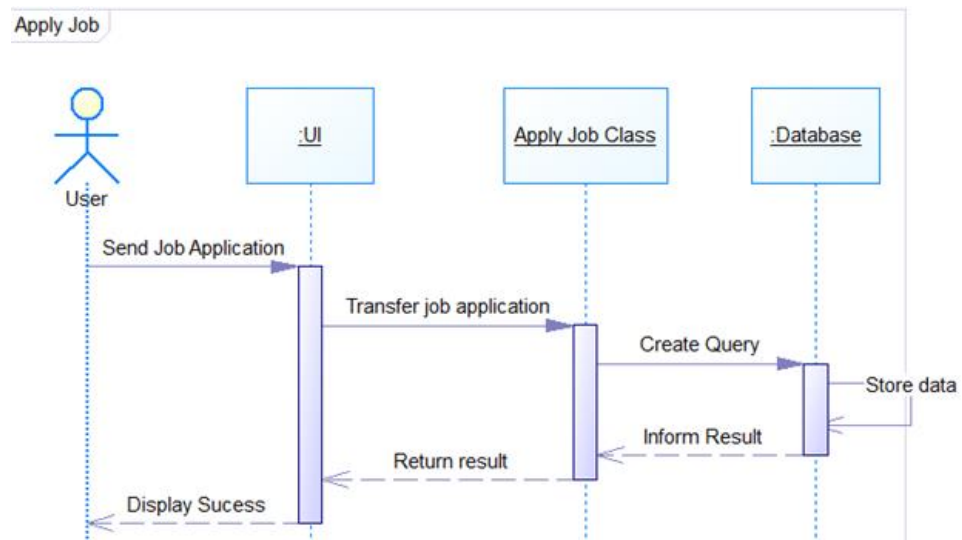 Apply Job
:UI
Apply Job Class
:Database
User
Send Job Application
Transfer job application
Create Query
Store data
Inform Result
Return result
Display Sucess